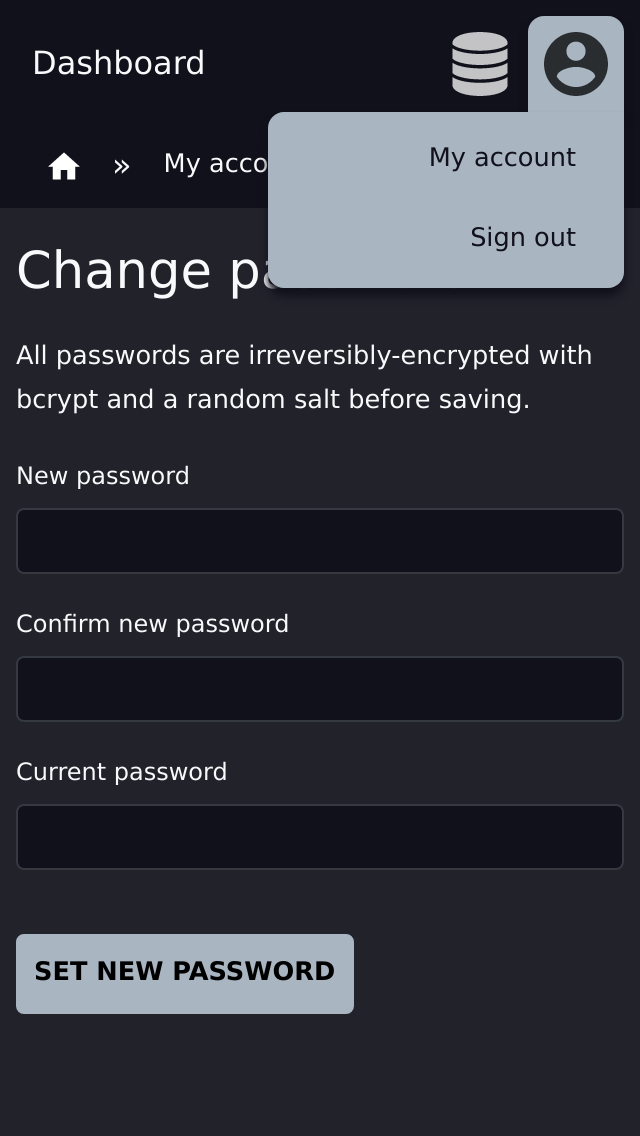 Dashboard
My account
Sign out
» My acco
Change pa
All passwords are irreversibly-encrypted with
bcrypt and a random salt before saving.
New password
Confirm new password
Current password
SET NEW PASSWORD